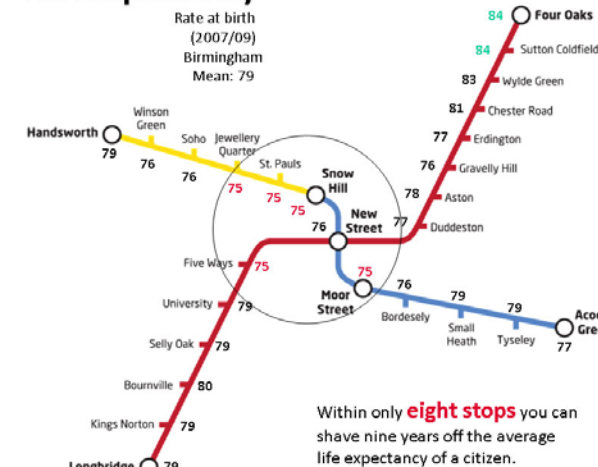 Rate at birth
(2007/09)
Birmingham
Mean: 79
84 Four Oaks
84 Sutton Coldfield
83 Wylde Green
81 Chester Road
77 Erdington
76 Gravelly Hill
78 Aston
77 Duddeston
Handsworth
79
Winson
Green
76
Soho
76
Jewellery
Quarter
75
St. Pauls
75
Snow
Hill
75
New
Street
76
Five Ways 75
75
Moor
Street
76
Bordesely
79
Small
Heath
79
Tyseley
77
University 79
Selly Oak 79
Bournville 80
Kings Norton 79
Longbridge 79
Within only eight stops you can
shave nine years off the average
life expectancy of a citizen.